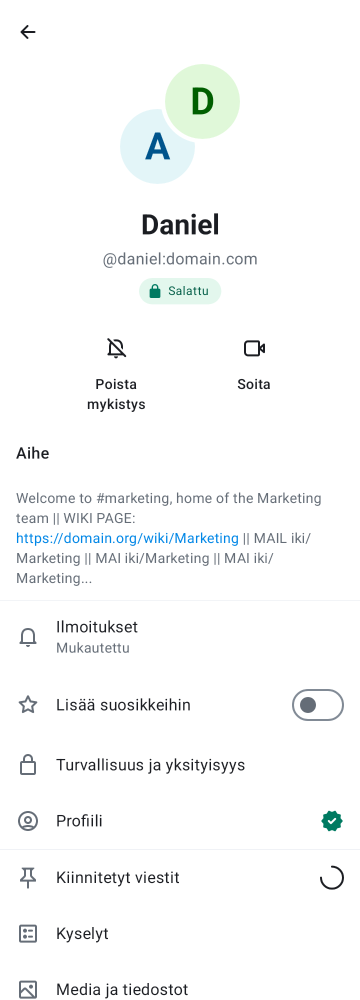 D
A
Daniel
@daniel:domain.com
Salattu
Poista
mykistys
Soita
Aihe
Welcome to #marketing, home of the Marketing
team || WIKI PAGE:
https://domain.org/wiki/Marketing || MAIL iki/
Marketing || MAI iki/Marketing || MAI iki/
Marketing...
Ilmoitukset
Mukautettu
Lisää suosikkeihin
Turvallisuus ja yksityisyys
Profiili
Kiinnitetyt viestit
Kyselyt
Media ja tiedostot